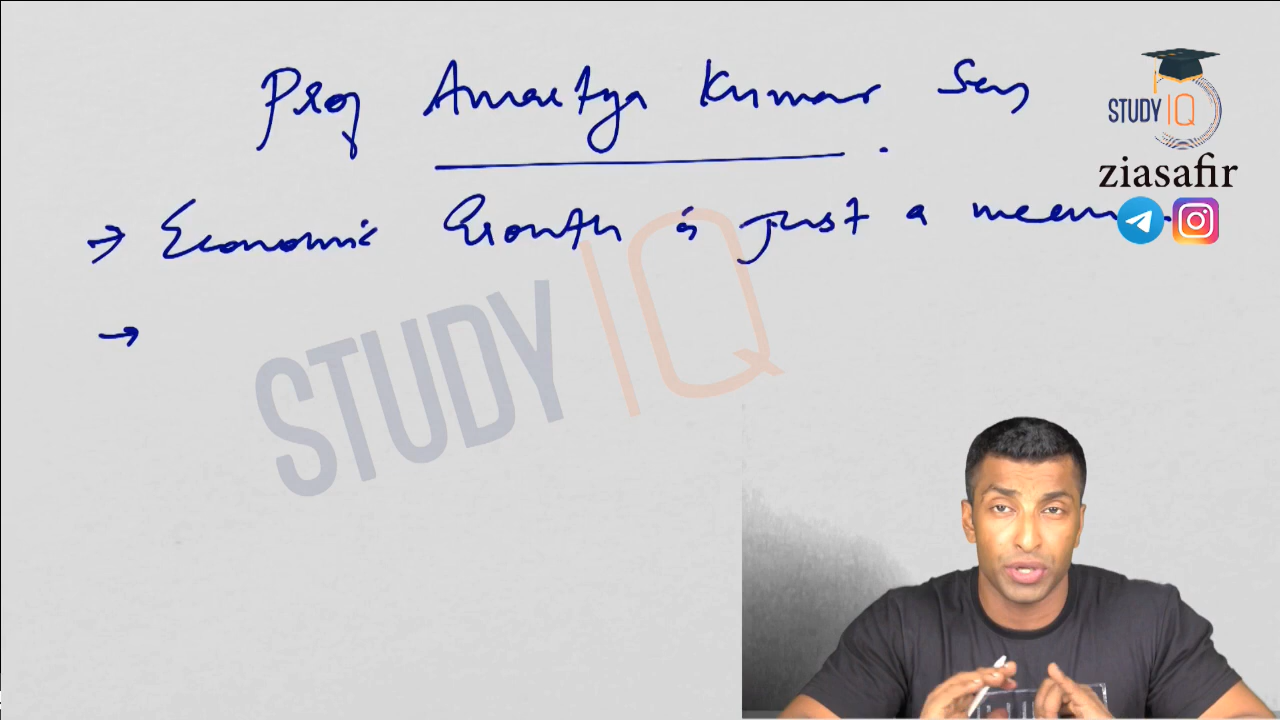 Prof Amartya Kumar Sen
→ Economic Growth is just a means.
→
STUDY IQ
STUDY IQ
ziasafir